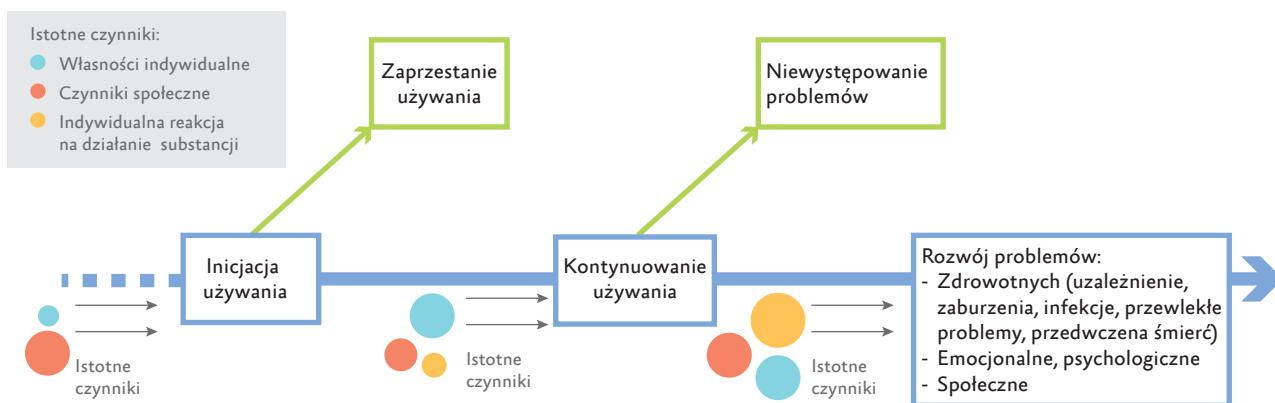 Istotne czynniki:
Własności indywidualne
Czynniki społeczne
Indywidualna reakcja
na działanie substancji
Zaprzestanie
używania
Niewystępowanie
problemów
Inicjacja
używania
Kontynuowanie
używania
Rozwój problemów:
- Zdrowotnych (uzależnienie,
zaburzenia, infekcje, przewlekłe
problemy, przedwczena śmierć)
- Emocjonalne, psychologiczne
- Społeczne
Istotne
czynniki
Istotne
czynniki
Istotne
czynniki